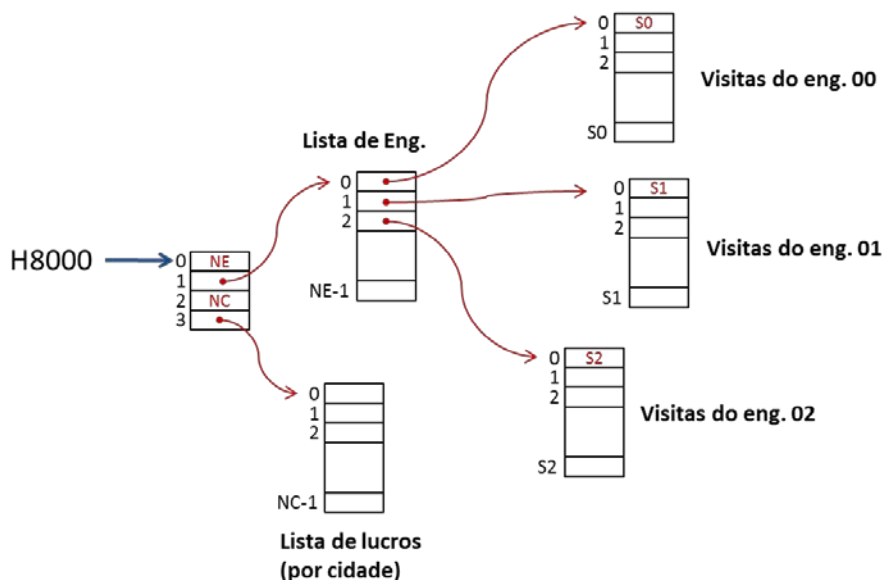 0 S0
1
2
S0
Visitas do eng. 00
Lista de Eng.
0
1
2
NE-1
0 S1
1
2
S1
Visitas do eng. 01
H8000
0 NE
1
2 NC
3
0 S2
1
2
S2
Visitas do eng. 02
0
1
2
NC-1
Lista de lucros
(por cidade)